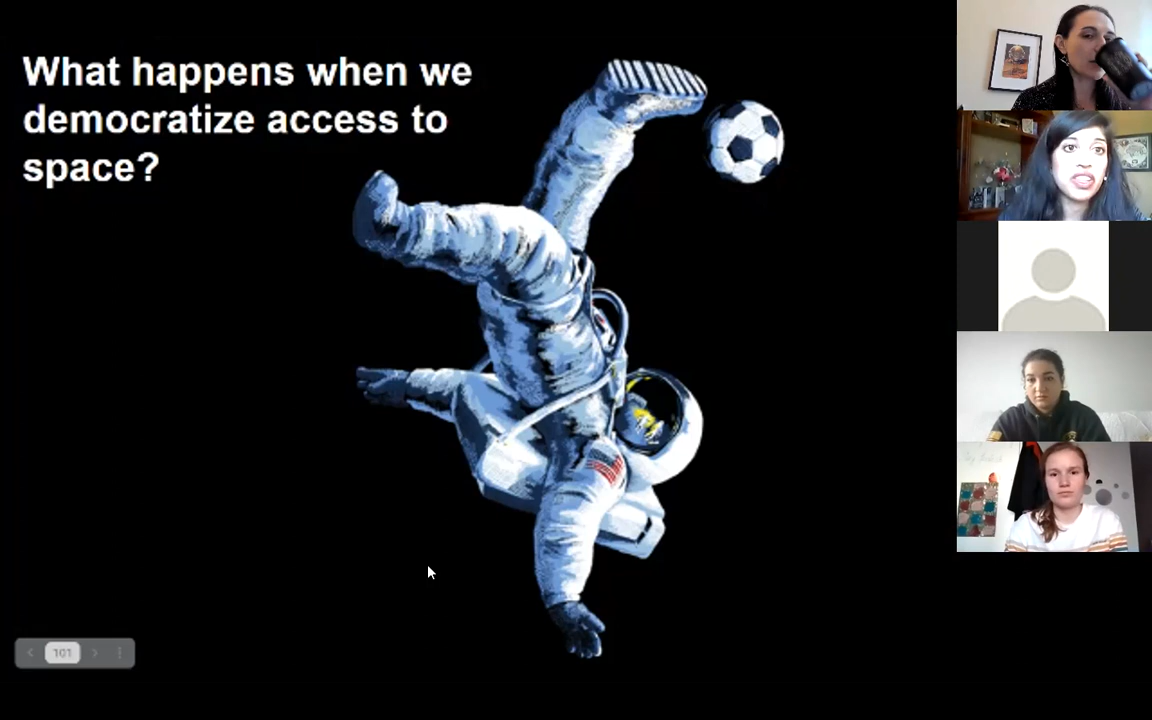 What happens when we
democratize access to
space?
101